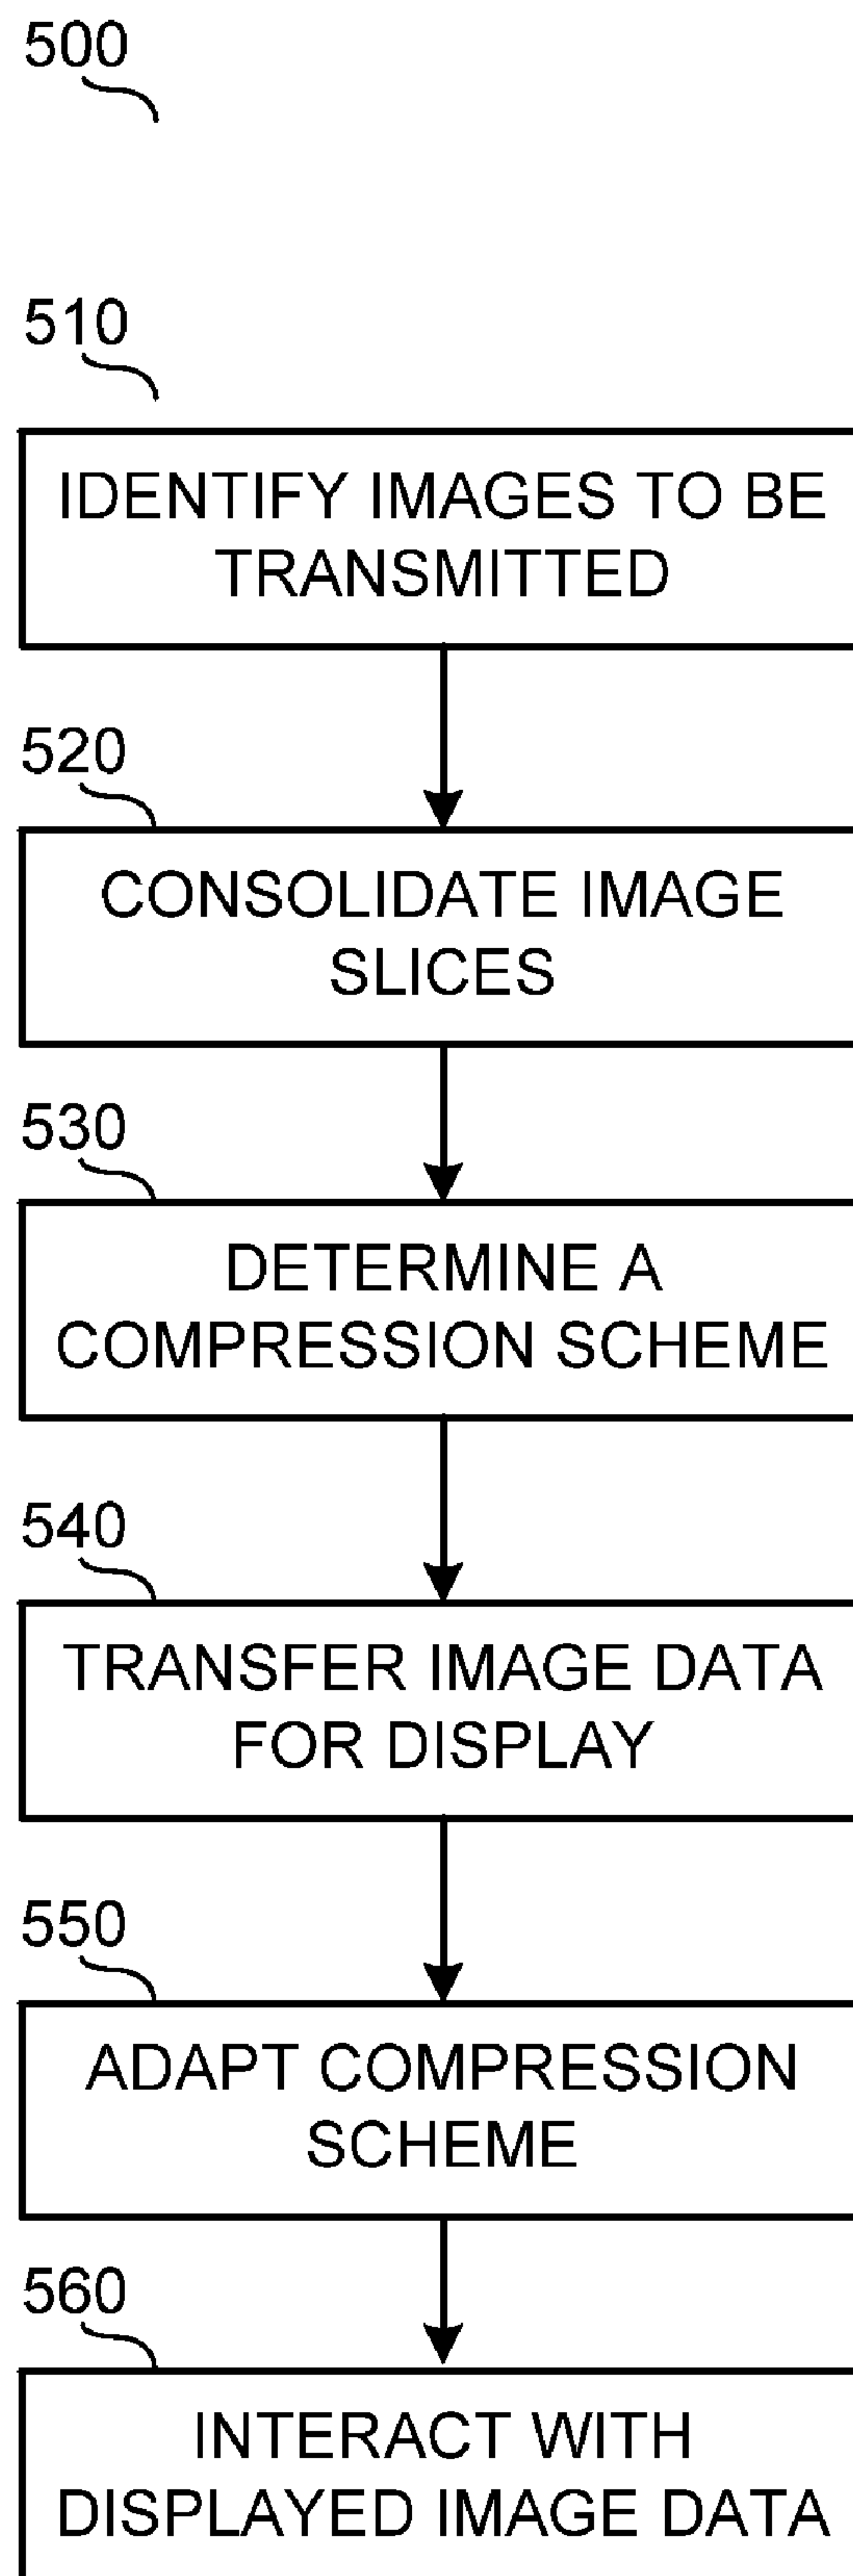 500
510
IDENTIFY IMAGES TO BE
TRANSMITTED
520
CONSOLIDATE IMAGE
SLICES
530
DETERMINE A
COMPRESSION SCHEME
540
TRANSFER IMAGE DATA
FOR DISPLAY
550
ADAPT COMPRESSION
SCHEME
560
INTERACT WITH
DISPLAYED IMAGE DATA